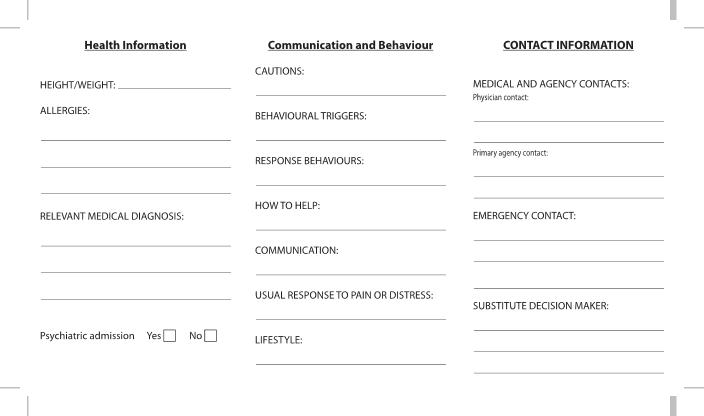 Health Information
HEIGHT/WEIGHT:
ALLERGIES:
RELEVANT MEDICAL DIAGNOSIS:
Psychiatric admission Yes No
Communication and Behaviour
CAUTIONS:
BEHAVIOURAL TRIGGERS:
RESPONSE BEHAVIOURS:
HOW TO HELP:
COMMUNICATION:
USUAL RESPONSE TO PAIN OR DISTRESS:
LIFESTYLE:
CONTACT INFORMATION
MEDICAL AND AGENCY CONTACTS:
Physician contact:
Primary agency contact:
EMERGENCY CONTACT:
SUBSTITUTE DECISION MAKER: